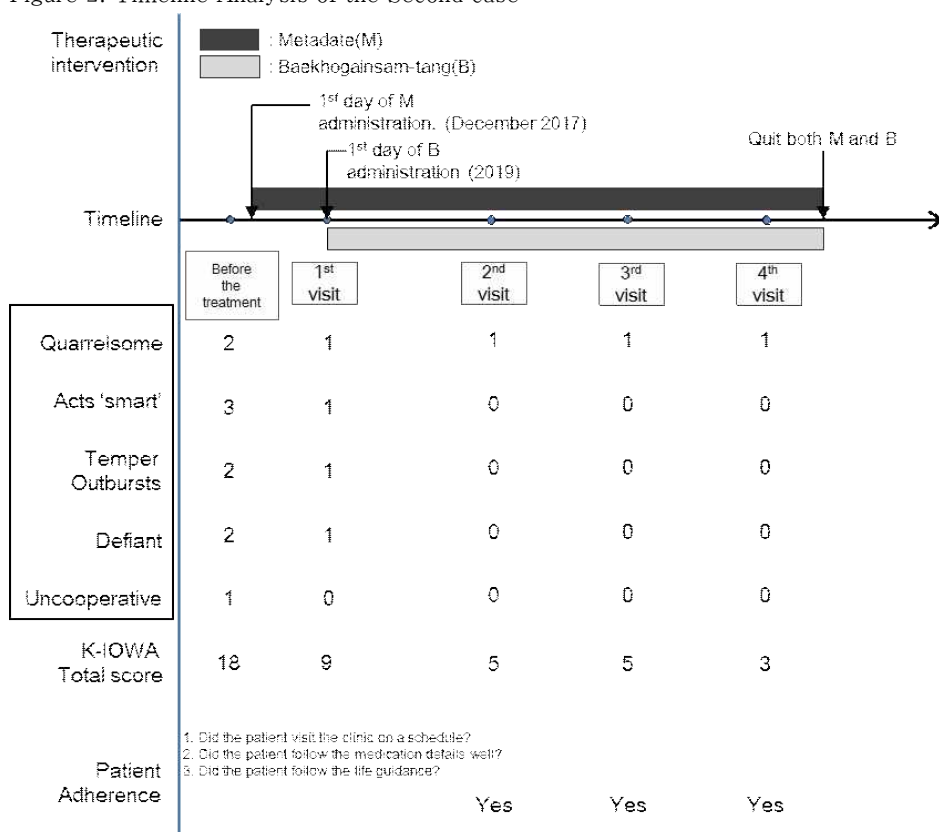 Figure 2. Timeline Analysis of the Second case
Therapeutic
intervention
: Metadate(M)
: Baekhogainsam-tang(B)
1st day of M
administration. (December 2017)
1st day of B
administration (2019)
Quit both M and B
Timeline
Before
the
treatment
1st
visit
2nd
visit
3rd
visit
4th
visit
Quarrelsome 2 1 1 1 1
Acts ‘smart’ 3 1 0 0 0
Temper
Outbursts 2 1 0 0 0
Defiant 2 1 0 0 0
Uncooperative 1 0 0 0 0
K-IOWA
Total score 18 9 5 5 3
1. Did the patient visit the clinic on a schedule?
2. Did the patient follow the medication details well?
3. Did the patient follow the life guidance?
Patient
Adherence
Yes Yes Yes